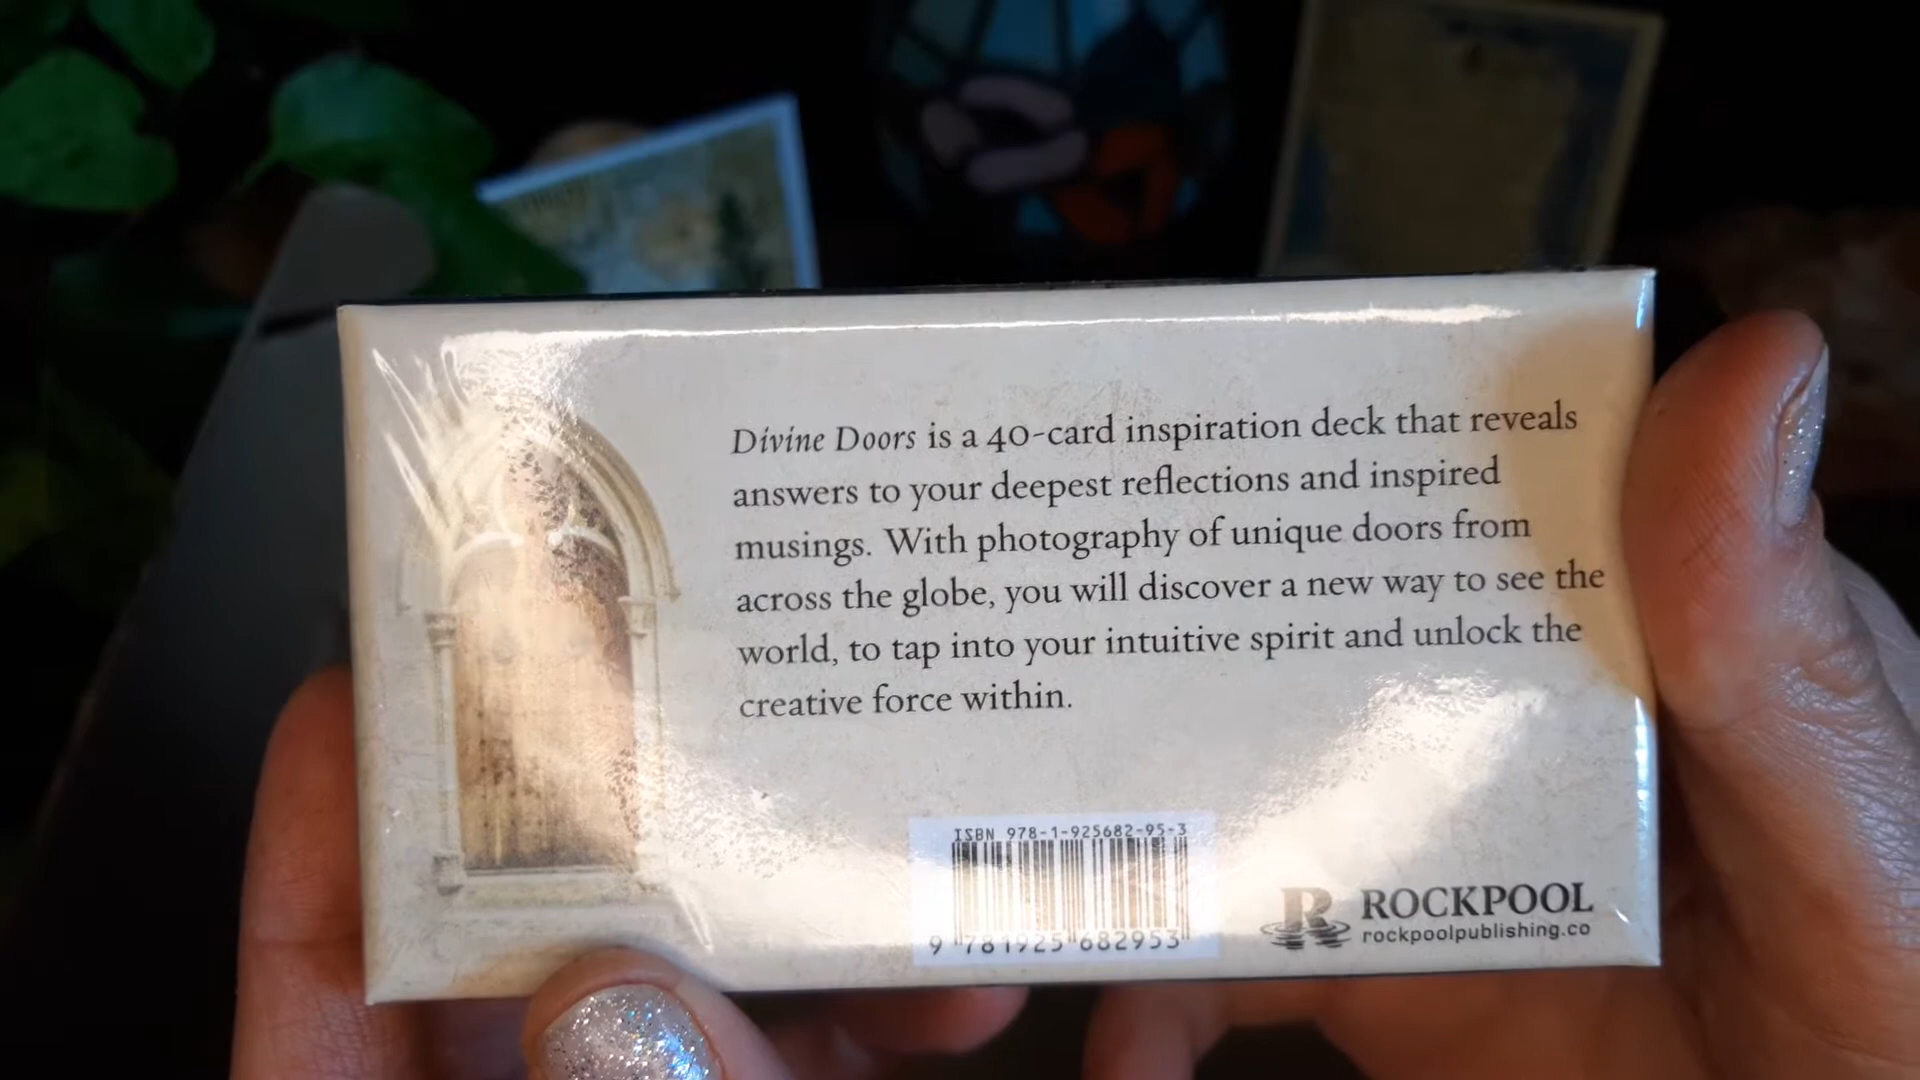 Divine Doors is a 40-card inspiration deck that reveals
answers to your deepest reflections and inspired
musings. With photography of unique doors from
across the globe, you will discover a new way to see the
world, to tap into your intuitive spirit and unlock the
creative force within.
ISBN 978-1-925682-95-3
9 781925 682953
R ROCKPOOL
rockpoolpublishing.co